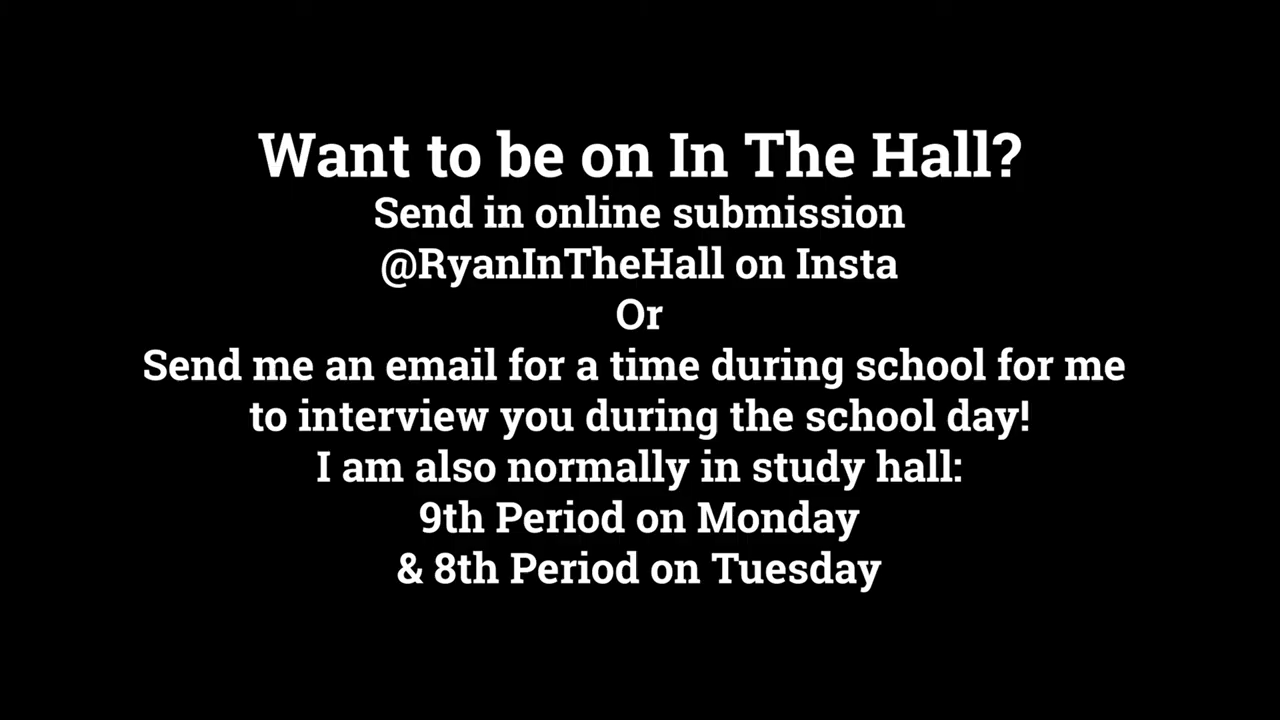 Want to be on In The Hall?
Send in online submission
@RyanInTheHall on Insta
Or
Send me an email for a time during school for me
to interview you during the school day!
I am also normally in study hall:
9th Period on Monday
& 8th Period on Tuesday